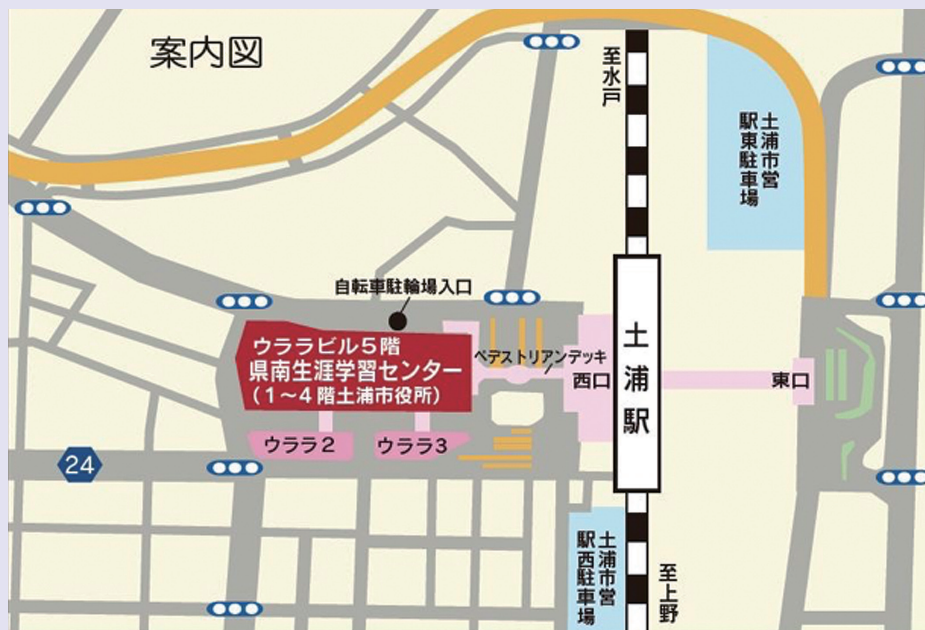 案内図
至水戸
土浦市営
駅東駐車場
自転車駐輪場入口
ウララビル5階
県南生涯学習センター
(1〜4階土浦市役所)
ペデストリアンデッキ
西口
土浦駅
東口
ウララ2
ウララ3
24
土浦市営
駅西駐車場
至上野